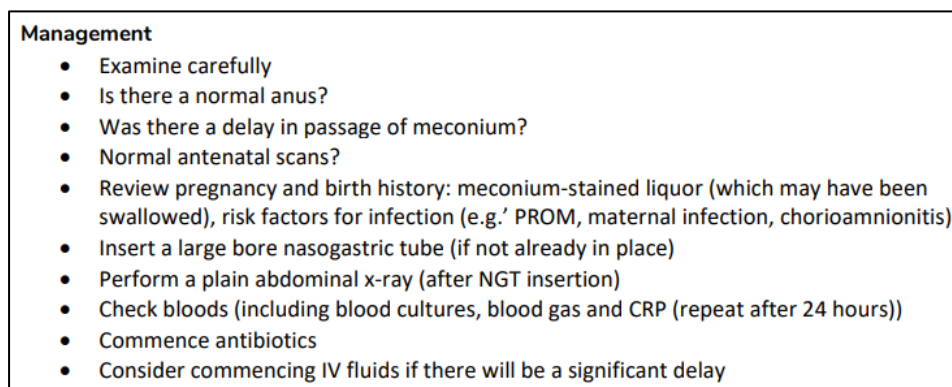 Management
• Examine carefully
• Is there a normal anus?
• Was there a delay in passage of meconium?
• Normal antenatal scans?
• Review pregnancy and birth history: meconium-stained liquor (which may have been
swallowed), risk factors for infection (e.g.’ PROM, maternal infection, chorioamnionitis)
• Insert a large bore nasogastric tube (if not already in place)
• Perform a plain abdominal x-ray (after NGT insertion)
• Check bloods (including blood cultures, blood gas and CRP (repeat after 24 hours))
• Commence antibiotics
• Consider commencing IV fluids if there will be a significant delay